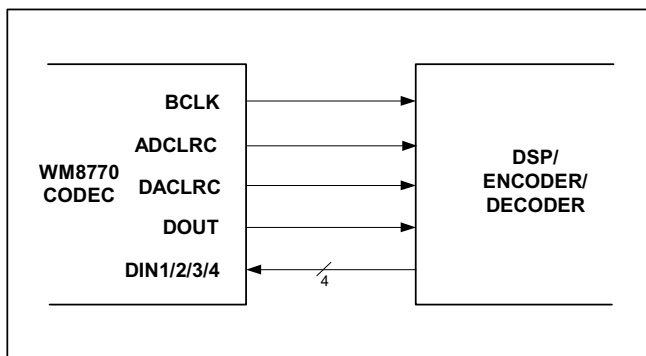 WM8770
CODEC
BCLK
ADCLRC
DACLRC
DOUT
DIN1/2/3/4
4
DSP/
ENCODER/
DECODER